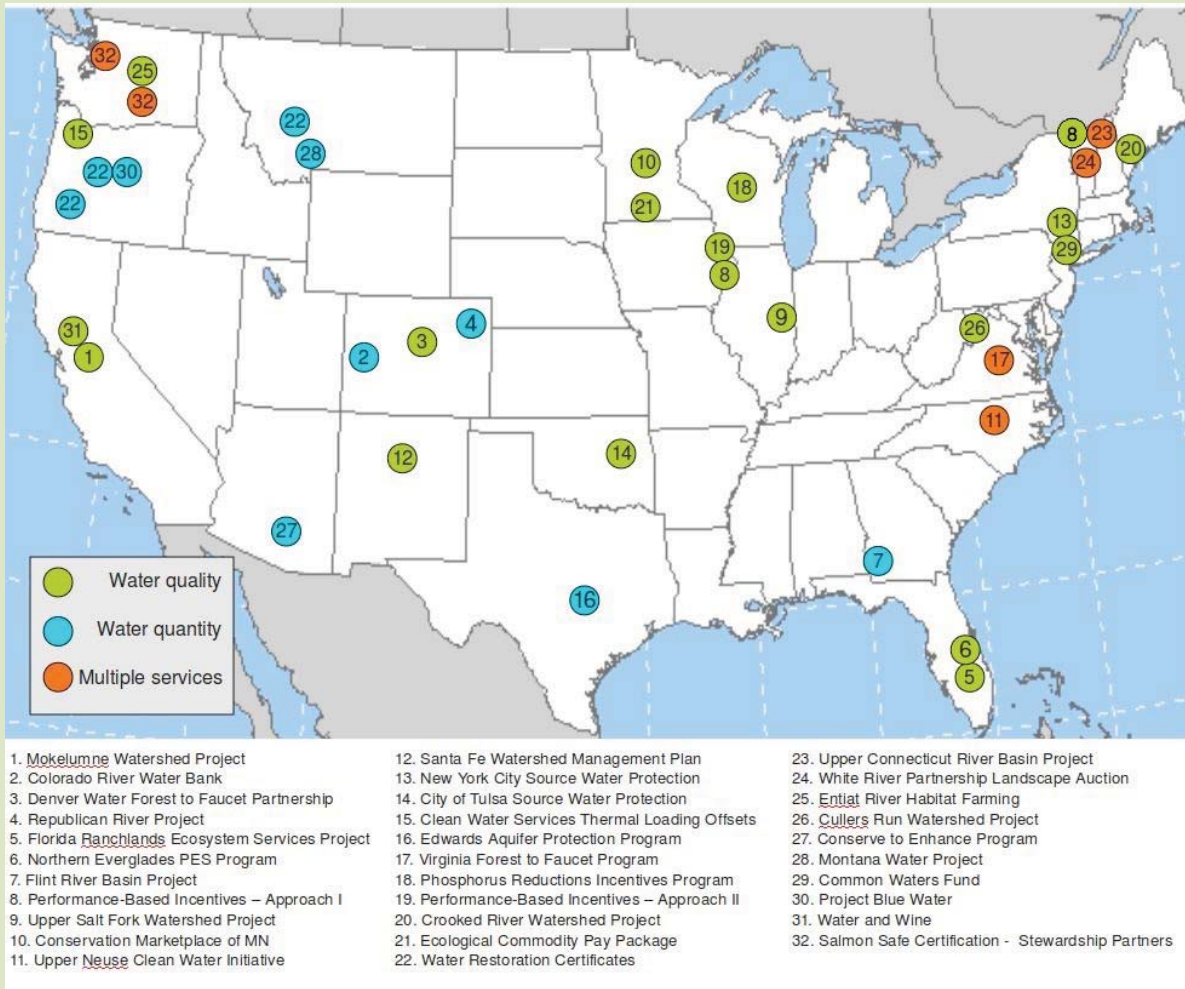 32
25
32
15
22
30
22
22
28
10
21
18
19
8
9
8
23
24
20
13
29
26
17
11
31
1
2
3
4
12
14
27
16
7
6
5
Water quality
Water quantity
Multiple services
1. Mokelumne Watershed Project
2. Colorado River Water Bank
3. Denver Water Forest to Faucet Partnership
4. Republican River Project
5. Florida Ranchlands Ecosystem Services Project
6. Northern Everglades PES Program
7. Flint River Basin Project
8. Performance-Based Incentives – Approach I
9. Upper Salt Fork Watershed Project
10. Conservation Marketplace of MN
11. Upper Neuse Clean Water Initiative
12. Santa Fe Watershed Management Plan
13. New York City Source Water Protection
14. City of Tulsa Source Water Protection
15. Clean Water Services Thermal Loading Offsets
16. Edwards Aquifer Protection Program
17. Virginia Forest to Faucet Program
18. Phosphorus Reductions Incentives Program
19. Performance-Based Incentives – Approach II
20. Crooked River Watershed Project
21. Ecological Commodity Pay Package
22. Water Restoration Certificates
23. Upper Connecticut River Basin Project
24. White River Partnership Landscape Auction
25. Entiat River Habitat Farming
26. Cullers Run Watershed Project
27. Conserve to Enhance Program
28. Montana Water Project
29. Common Waters Fund
30. Project Blue Water
31. Water and Wine
32. Salmon Safe Certification - Stewardship Partners